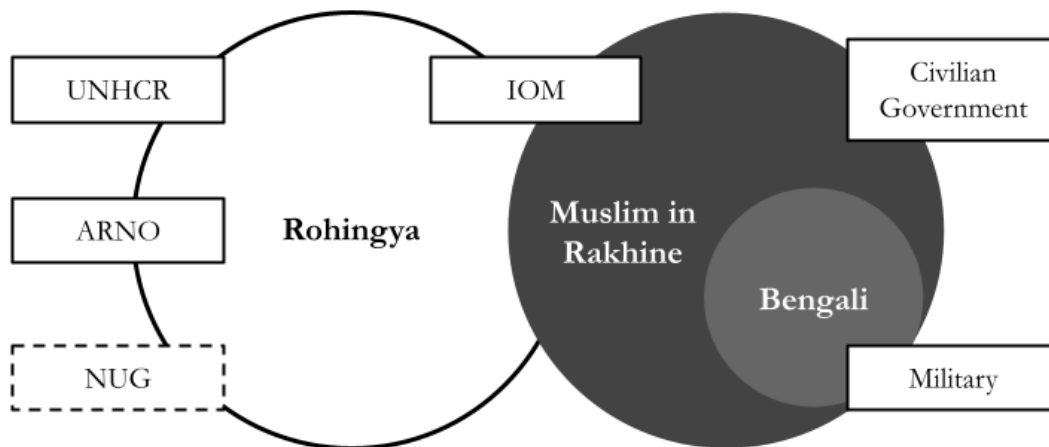 UNHCR
IOM
Civilian
Government
ARNO
Rohingya
Muslim in
Rakhine
Bengali
NUG
Military